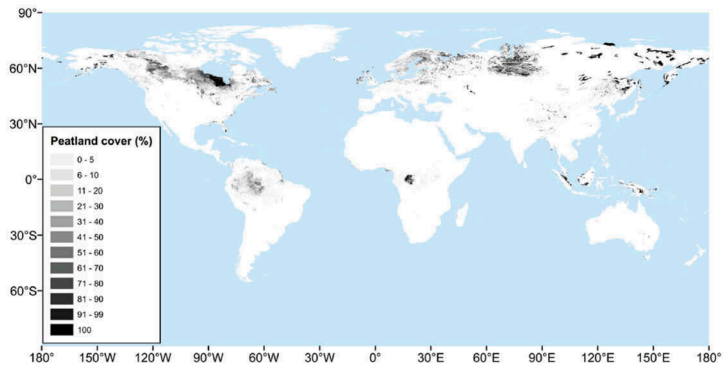 90°
60°N
30°N
0°
30°S
60°S
Peatland cover (%)
0 - 5
6 - 10
11 - 20
21 - 30
31 - 40
41 - 50
51 - 60
61 - 70
71 - 80
81 - 90
91 - 99
100
180° 150°W 120°W 90°W 60°W 30°W 0° 30°E 60°E 90°E 120°E 150°E 180°